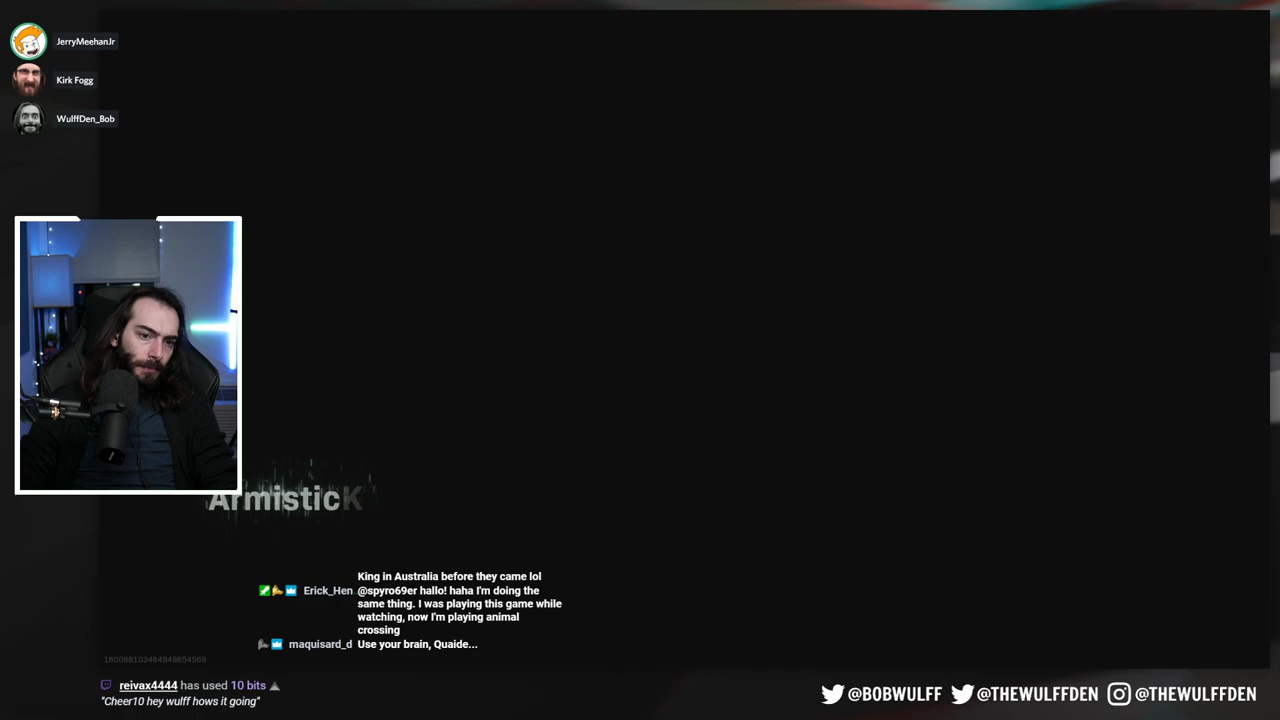 JerryMeehanJr
Kirk Fogg
WulffDen_Bob
Armistic
King in Australia before they came lol
Erick_Hen @spyro69er hallo! haha I'm doing the
same thing. I was playing this game while
watching, now I'm playing animal
crossing
maquisard_d Use your brain, Quaide...
reivax4444 has used 10 bits
"Cheer10 hey wulff hows it going"
@BOBWULFF @THEWULFFDEN @THEWULFFDEN